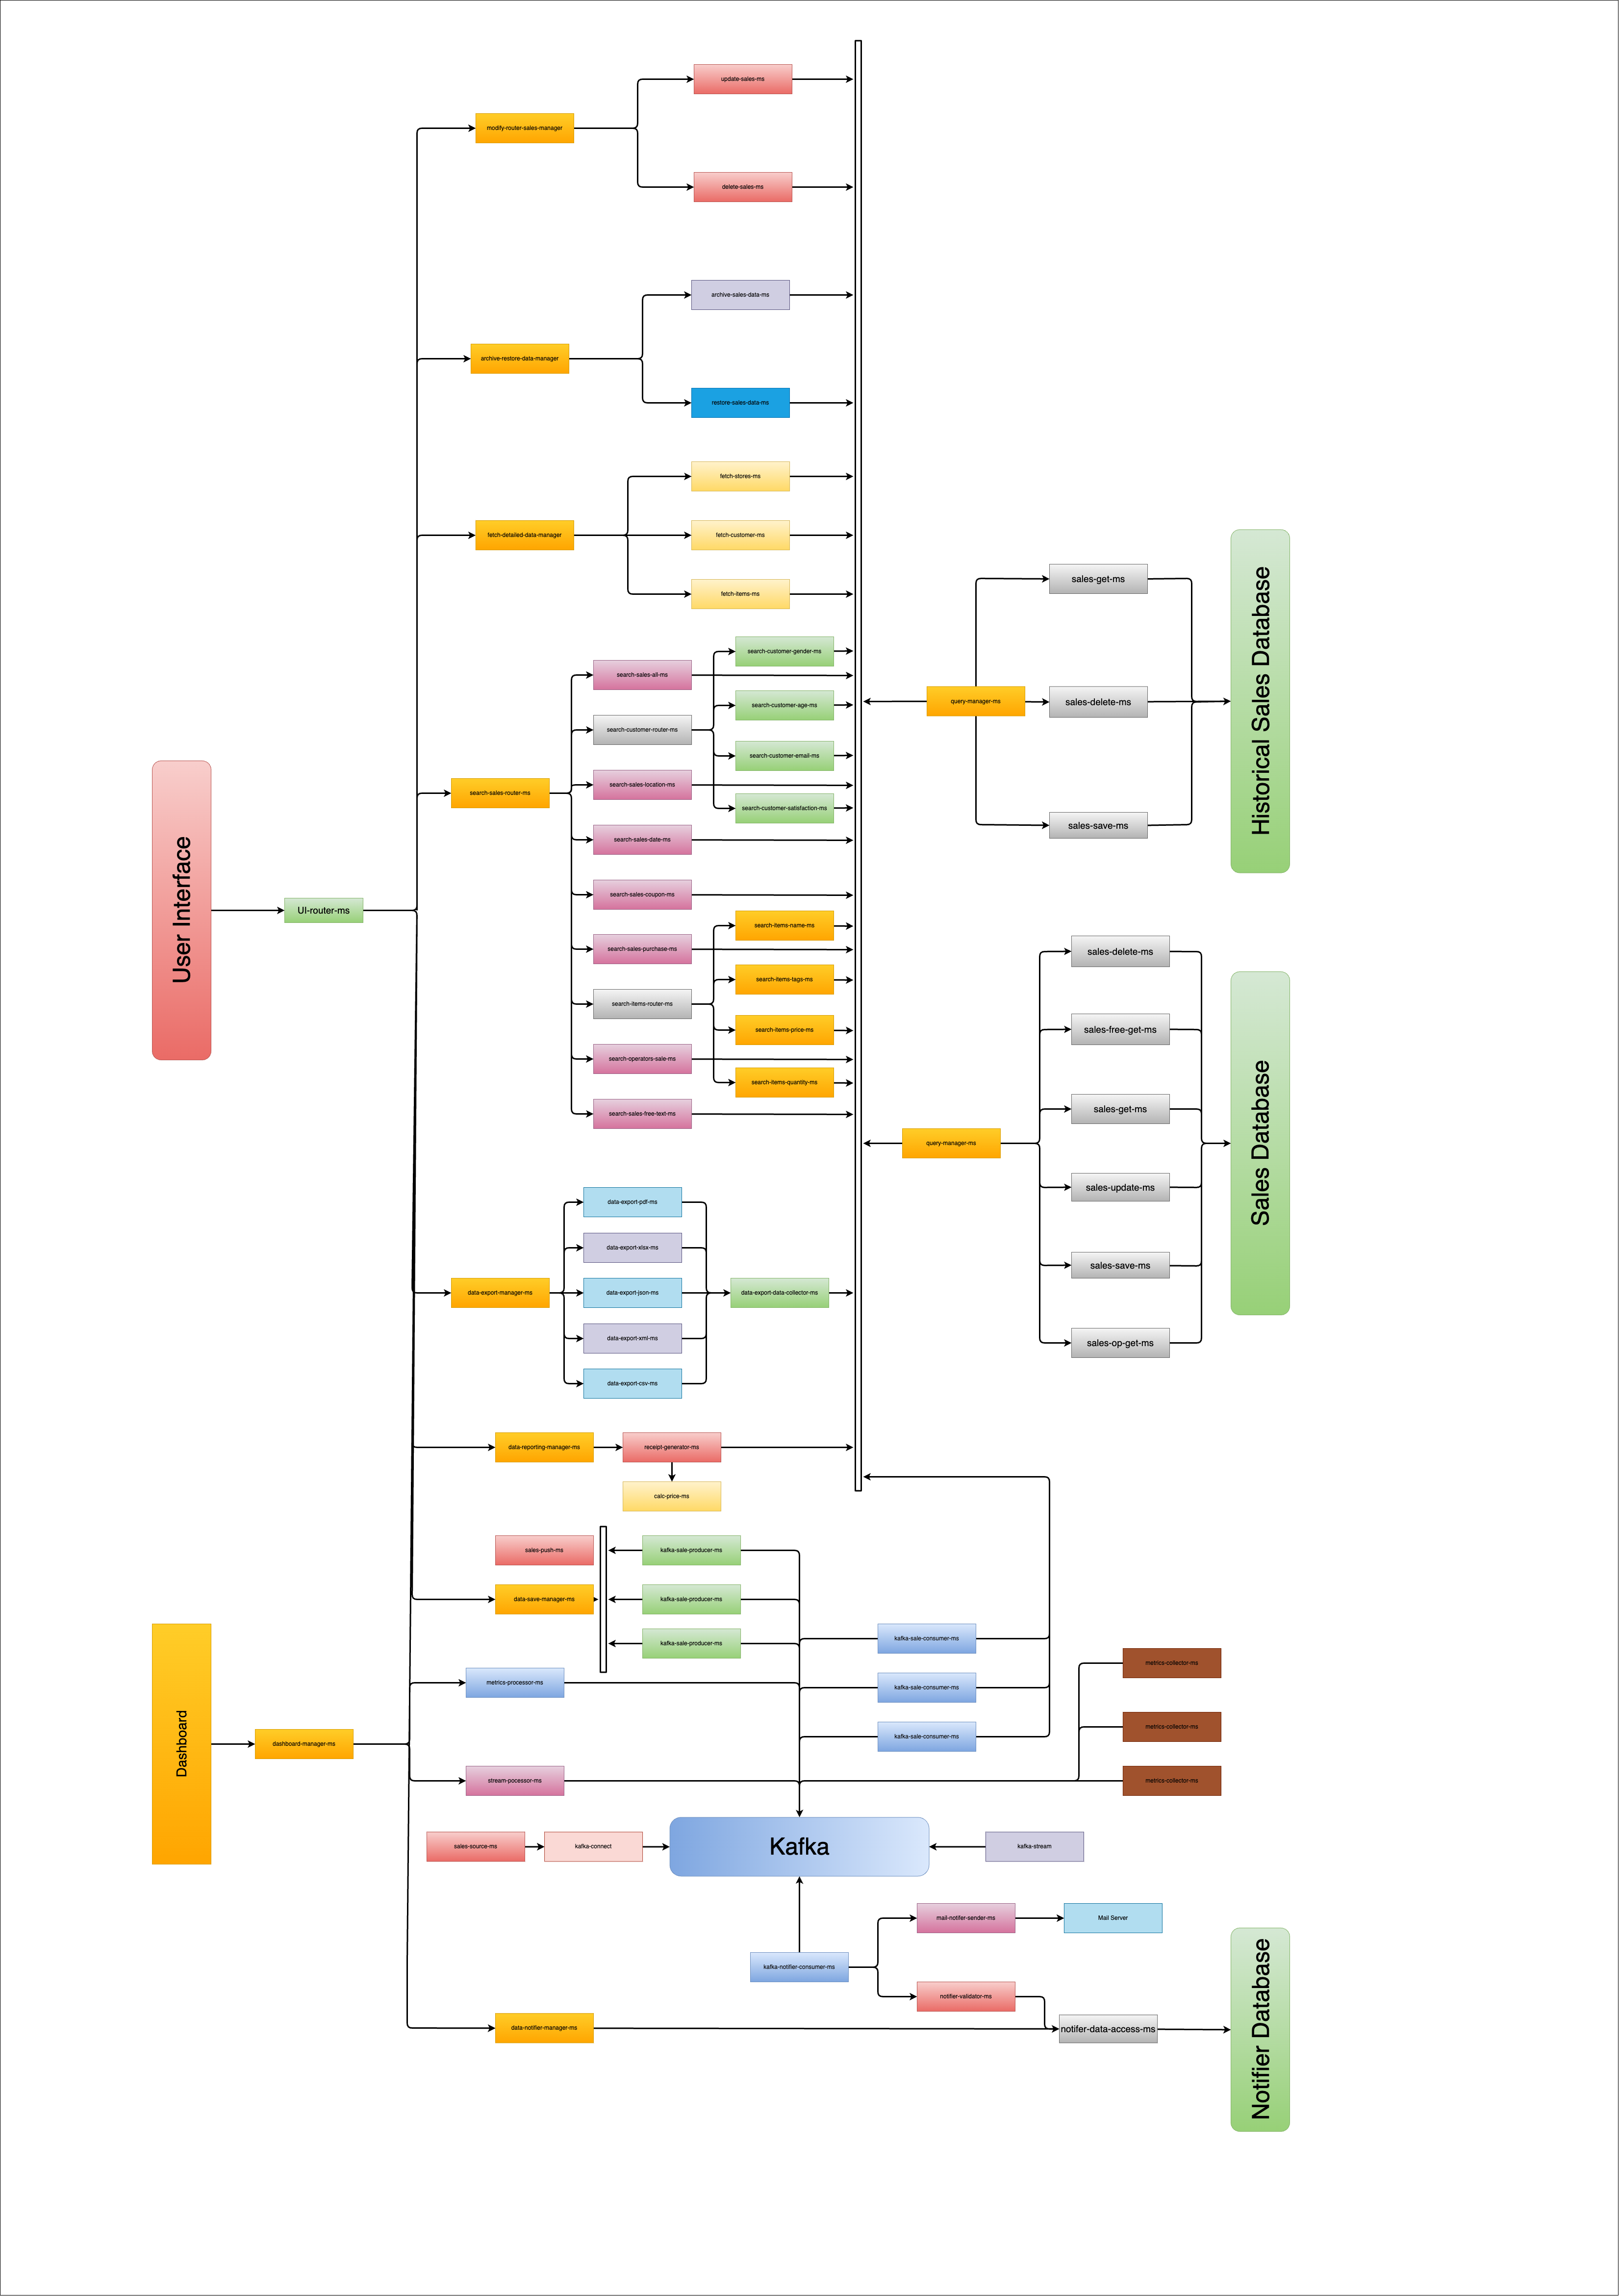 update-sales-ms
modify-router-sales-manager
delete-sales-ms
archive-sales-data-ms
archive-restore-data-manager
restore-sales-data-ms
fetch-stores-ms
fetch-detailed-data-manager
fetch-customer-ms
fetch-items-ms
search-customer-gender-ms
search-sales-all-ms
search-customer-age-ms
search-customer-router-ms
search-customer-email-ms
search-sales-location-ms
search-sales-router-ms
search-customer-satisfaction-ms
search-sales-date-ms
search-sales-coupon-ms
search-items-name-ms
search-sales-purchase-ms
search-items-tags-ms
search-items-router-ms
search-items-price-ms
search-operators-sale-ms
search-items-quantity-ms
search-sales-free-text-ms
User Interface
UI-router-ms
sales-get-ms
query-manager-ms
sales-delete-ms
sales-save-ms
Historical Sales Database
sales-delete-ms
sales-free-get-ms
sales-get-ms
query-manager-ms
sales-update-ms
sales-save-ms
sales-op-get-ms
Sales Database
data-export-pdf-ms
data-export-xlsx-ms
data-export-manager-ms
data-export-json-ms
data-export-data-collector-ms
data-export-xml-ms
data-export-csv-ms
data-reporting-manager-ms
receipt-generator-ms
calc-price-ms
sales-push-ms
kafka-sale-producer-ms
data-save-manager-ms
kafka-sale-producer-ms
kafka-sale-producer-ms
kafka-sale-consumer-ms
metrics-collector-ms
metrics-processor-ms
kafka-sale-consumer-ms
metrics-collector-ms
kafka-sale-consumer-ms
Dashboard
dashboard-manager-ms
stream-pocessor-ms
metrics-collector-ms
sales-source-ms
kafka-connect
Kafka
kafka-stream
mail-notifer-sender-ms
Mail Server
kafka-notifier-consumer-ms
notifier-validator-ms
data-notifier-manager-ms
notifer-data-access-ms
Notifier Database